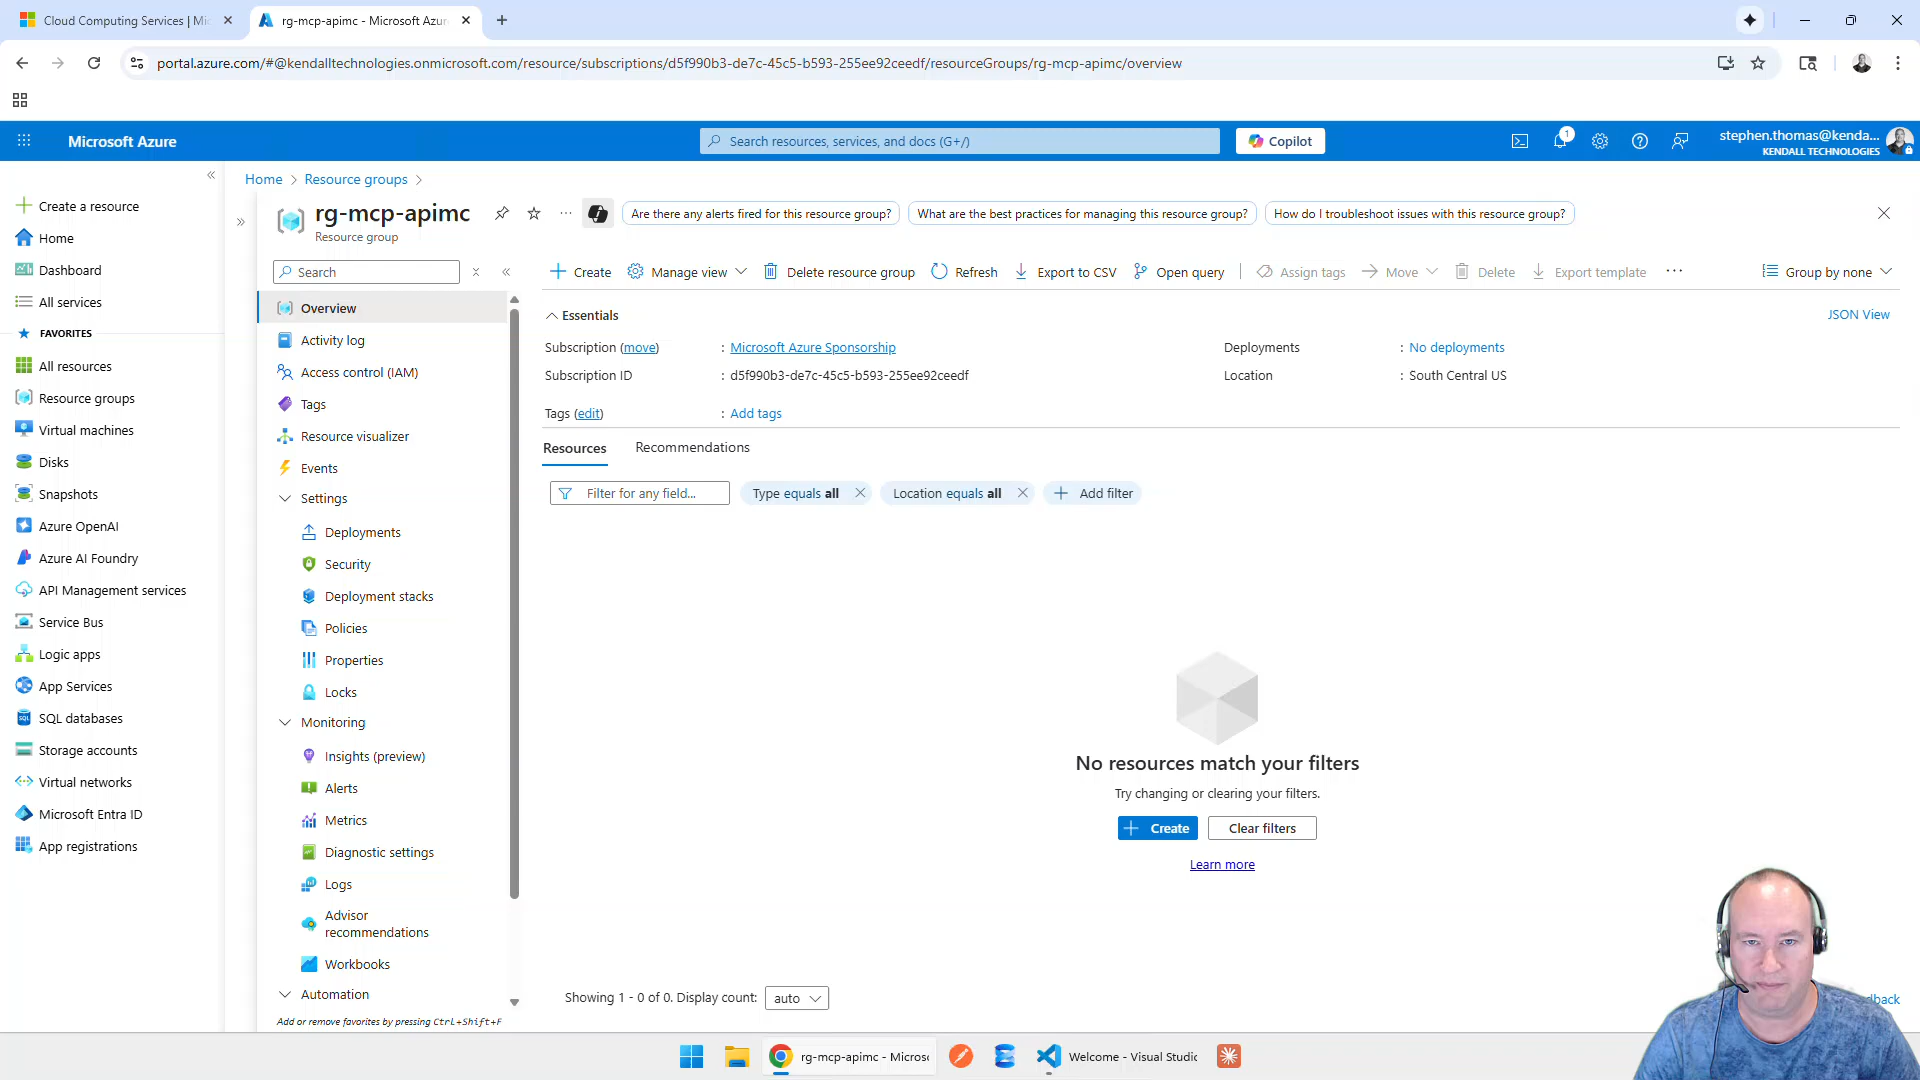 Cloud Computing Services | Mi
rg-mcp-apimc - Microsoft Azur
portal.azure.com/#@kendalltechnologies.onmicrosoft.com/resource/subscriptions/d5f990b3-de7c-45c5-b593-255ee92ceedf/resourceGroups/rg-mcp-apimc/overview
Microsoft Azure
Search resources, services, and docs (G+/)
Copilot
1
stephen.thomas@kenda...
KENDALL TECHNOLOGIES
Create a resource
Home
Dashboard
All services
FAVORITES
All resources
Resource groups
Virtual machines
Disks
Snapshots
Azure OpenAI
Azure AI Foundry
API Management services
Service Bus
Logic apps
App Services
SQL databases
Storage accounts
Virtual networks
Microsoft Entra ID
App registrations
Home > Resource groups >
rg-mcp-apimc
Resource group
Are there any alerts fired for this resource group?
What are the best practices for managing this resource group?
How do I troubleshoot issues with this resource group?
Search
Overview
Activity log
Access control (IAM)
Tags
Resource visualizer
Events
Settings
Deployments
Security
Deployment stacks
Policies
Properties
Locks
Monitoring
Insights (preview)
Alerts
Metrics
Diagnostic settings
Logs
Advisor
recommendations
Workbooks
Automation
Add or remove favorites by pressing Ctrl+Shift+F
Create
Manage view
Delete resource group
Refresh
Export to CSV
Open query
Assign tags
Move
Delete
Export template
Group by none
Essentials
JSON View
Subscription (move) : Microsoft Azure Sponsorship
Deployments : No deployments
Subscription ID : d5f990b3-de7c-45c5-b593-255ee92ceedf
Location : South Central US
Tags (edit) : Add tags
Resources
Recommendations
Filter for any field...
Type equals all
Location equals all
Add filter
No resources match your filters
Try changing or clearing your filters.
Create
Clear filters
Learn more
Showing 1 - 0 of 0. Display count:
auto
dback
rg-mcp-apimc - Micros
Welcome - Visual Studi
SQL